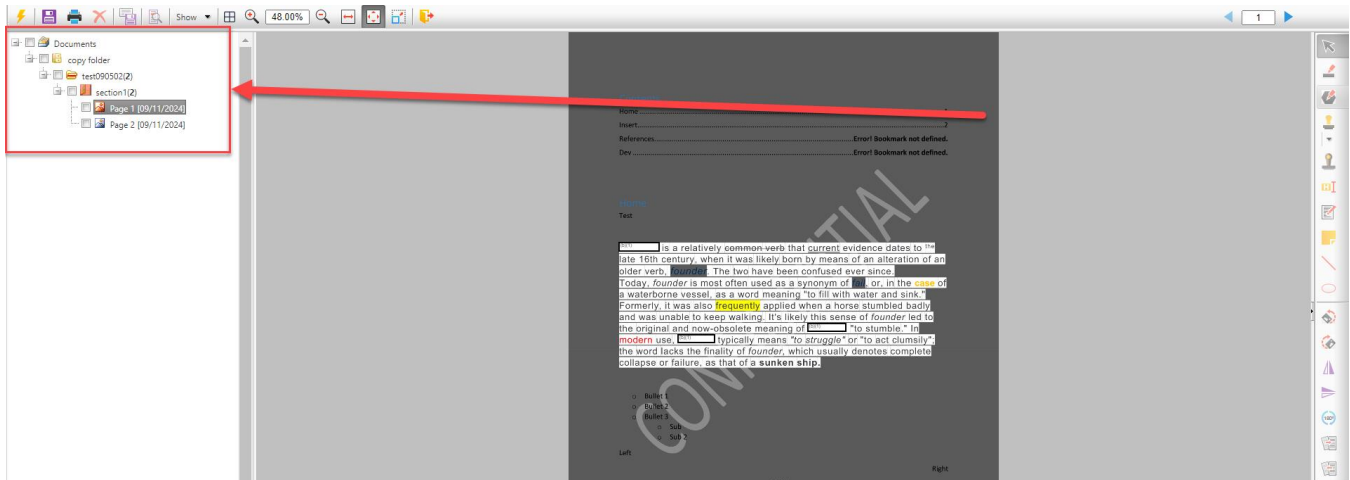 Show
48.00%
1
Documents
copy folder
test090502(2)
section1(2)
Page 1 [09/11/2024]
Page 2 [09/11/2024]
Home
Insert 2
References Error! Bookmark not defined.
Dev Error! Bookmark not defined.
Home
Test
is a relatively common verb that current evidence dates to The
late 16th century, when it was likely born by means of an alteration of an
older verb, founder. The two have been confused ever since.
Today, founder is most often used as a synonym of fail, or, in the case of
a waterborne vessel, as a word meaning "to fill with water and sink."
Formerly, it was also frequently applied when a horse stumbled badly
and was unable to keep walking. It's likely this sense of founder led to
the original and now-obsolete meaning of "to stumble." In
modern use, typically means "to struggle" or "to act clumsily";
the word lacks the finality of founder, which usually denotes complete
collapse or failure, as that of a sunken ship.
CONFIDENTIAL
Bullet 1
Bullet 2
Bullet 3
Sub
Sub 2
Left
Right